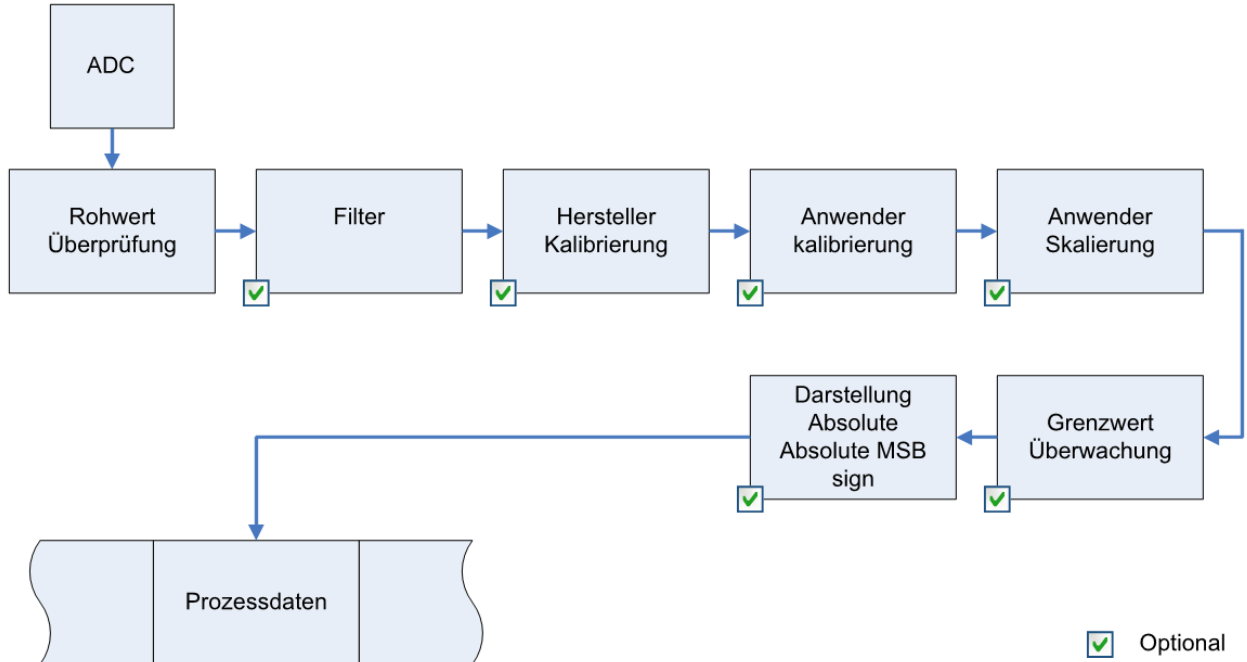 ADC
Rohwert
Überprüfung
Filter
Hersteller
Kalibrierung
Anwender
kalibrierung
Anwender
Skalierung
Darstellung
Absolute
Absolute MSB
sign
Grenzwert
Überwachung
Prozessdaten
Optional